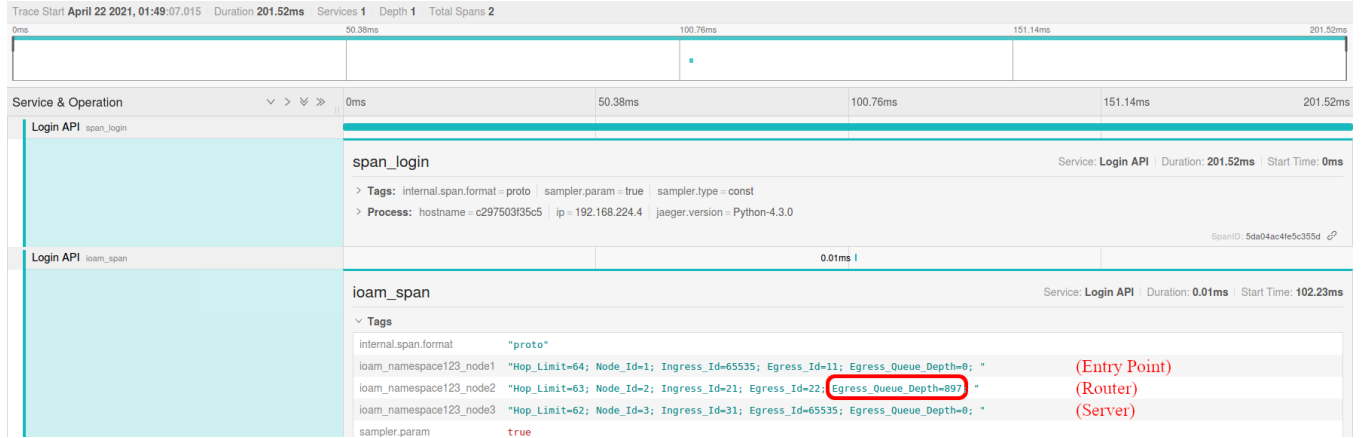 Trace Start April 22 2021, 01:49:07.015 Duration 201.52ms Services 1 Depth 1 Total Spans 2
0ms 50.38ms 100.76ms 151.14ms 201.52ms
Service & Operation 0ms 50.38ms 100.76ms 151.14ms 201.52ms
Login API span_login
span_login Service: Login API Duration: 201.52ms Start Time: 0ms
> Tags: internal.span.format = proto sampler.param = true sampler.type = const
> Process: hostname = c297503f35c5 ip = 192.168.224.4 jaeger.version = Python-4.3.0
SpanID: 5da04ac4fe5c355d
Login API ioam_span 0.01ms
ioam_span Service: Login API Duration: 0.01ms Start Time: 102.23ms
Tags
internal.span.format "proto"
ioam_namespace123_node1 "Hop_Limit=64; Node_Id=1; Ingress_Id=65535; Egress_Id=11; Egress_Queue_Depth=0; " (Entry Point)
ioam_namespace123_node2 "Hop_Limit=63; Node_Id=2; Ingress_Id=21; Egress_Id=22; Egress_Queue_Depth=897; " (Router)
ioam_namespace123_node3 "Hop_Limit=62; Node_Id=3; Ingress_Id=31; Egress_Id=65535; Egress_Queue_Depth=0; " (Server)
sampler.param true